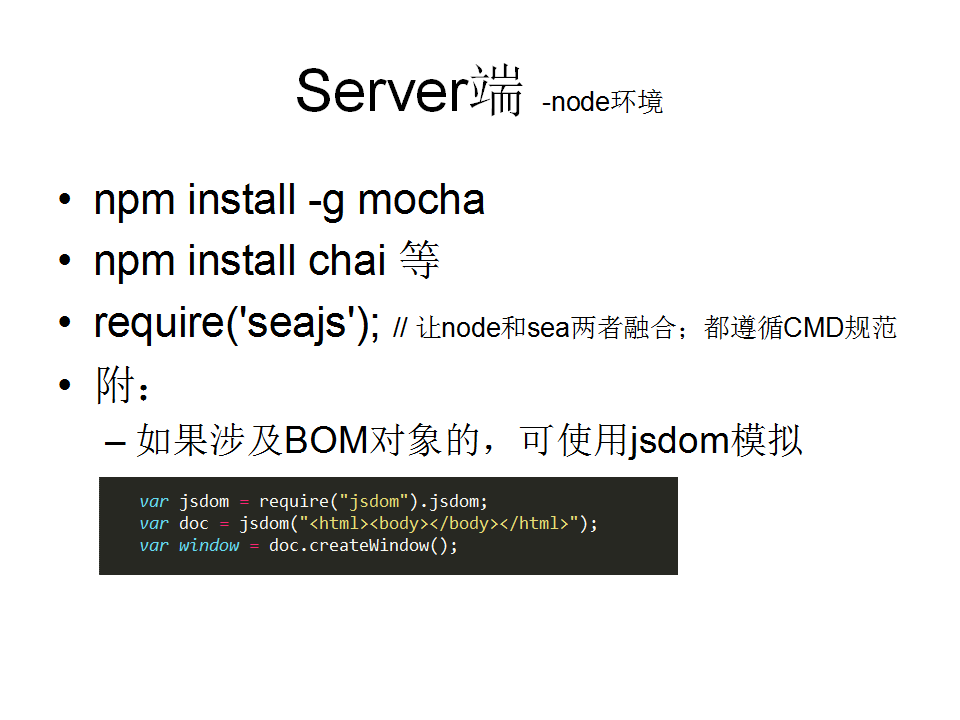 Server端 -node环境
• npm install -g mocha
• npm install chai 等
• require('seajs'); // 让node和sea两者融合；都遵循CMD规范
• 附：
– 如果涉及BOM对象的，可使用jsdom模拟
var jsdom = require("jsdom").jsdom;
var doc = jsdom("<html><body></body></html>");
var window = doc.createWindow();